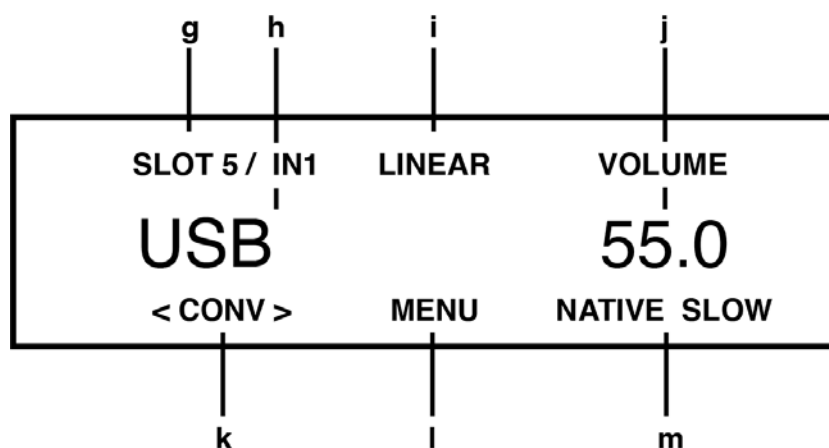 g h i j
SLOT 5 / IN1 LINEAR VOLUME
USB 55.0
< CONV > MENU NATIVE SLOW
k l m